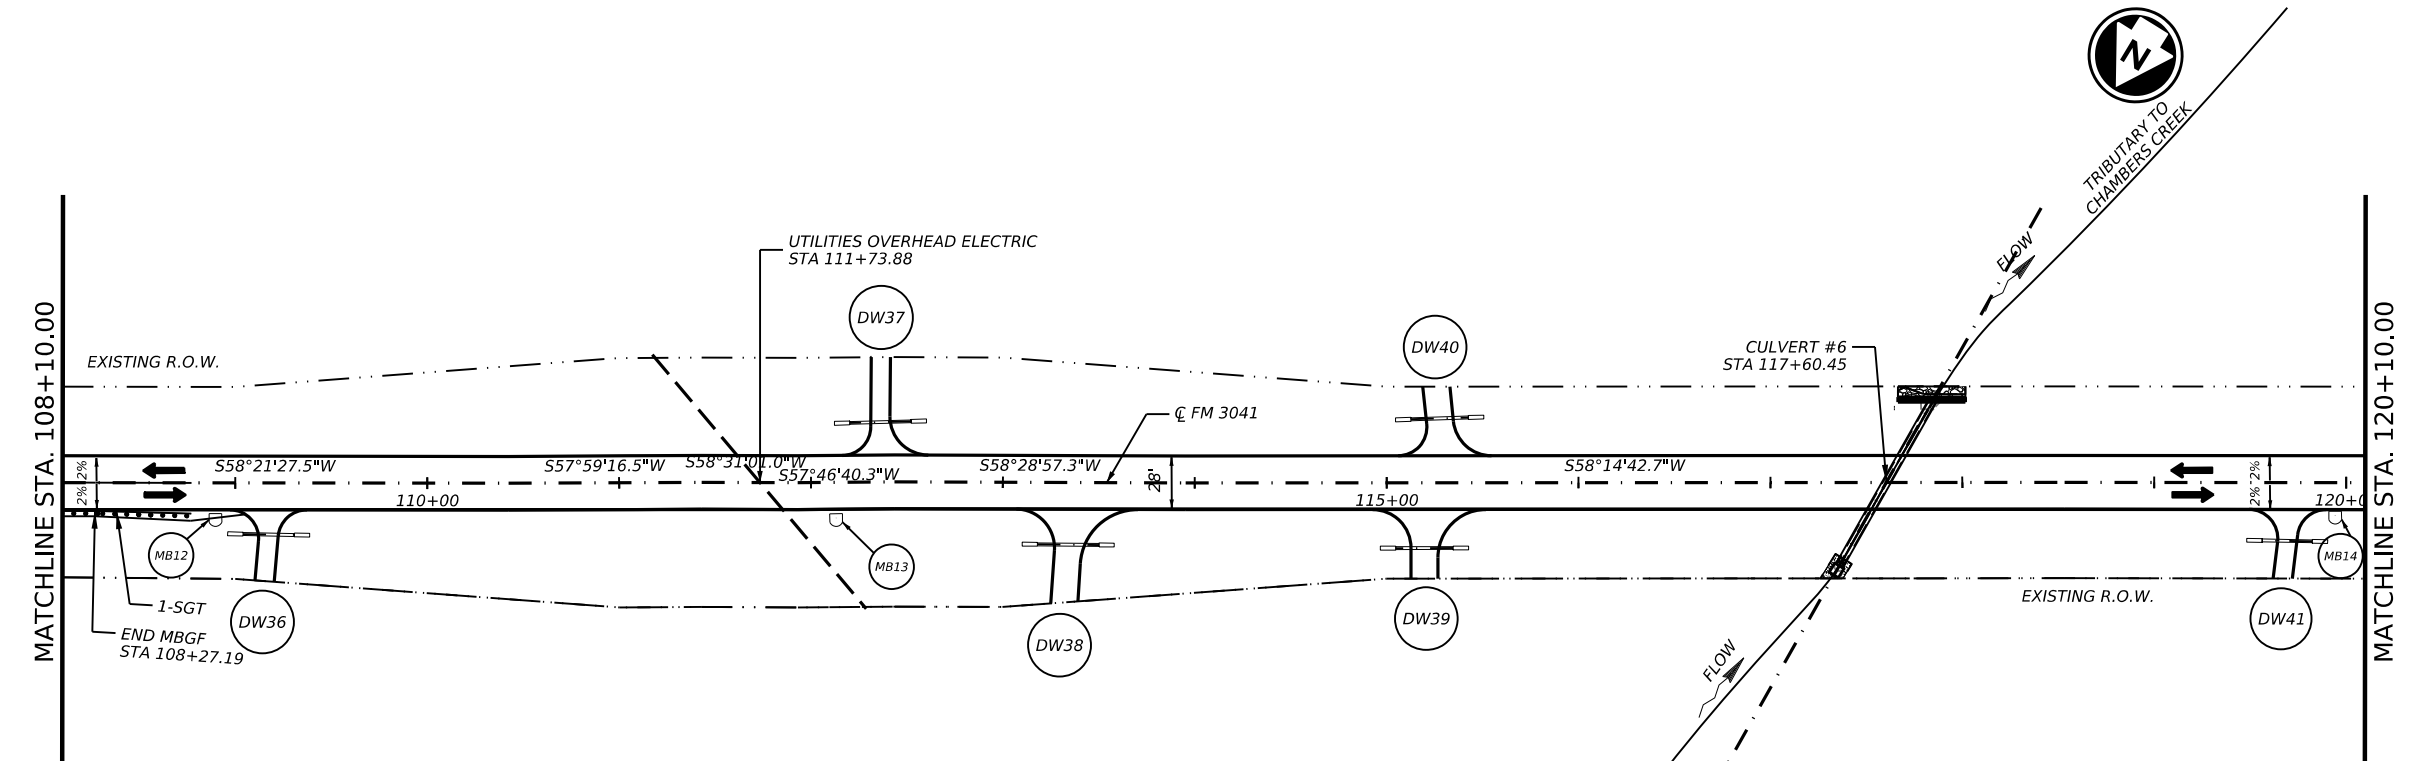 N
TRIBUTARY TO
CHAMBERS CREEK
FLOW
UTILITIES OVERHEAD ELECTRIC
STA 111+73.88
DW37
DW40
CULVERT #6
STA 117+60.45
EXISTING R.O.W.
℄ FM 3041
MATCHLINE STA. 108+10.00
MATCHLINE STA. 120+10.00
2%
2%
S58°21'27.5"W
S57°59'16.5"W
S58°31'01.0"W
S57°46'40.3"W
S58°28'57.3"W
28'
S58°14'42.7"W
2%
2%
110+00
115+00
120+0
MB12
MB13
MB14
1-SGT
END MBGF
STA 108+27.19
DW36
DW38
DW39
EXISTING R.O.W.
DW41
FLOW